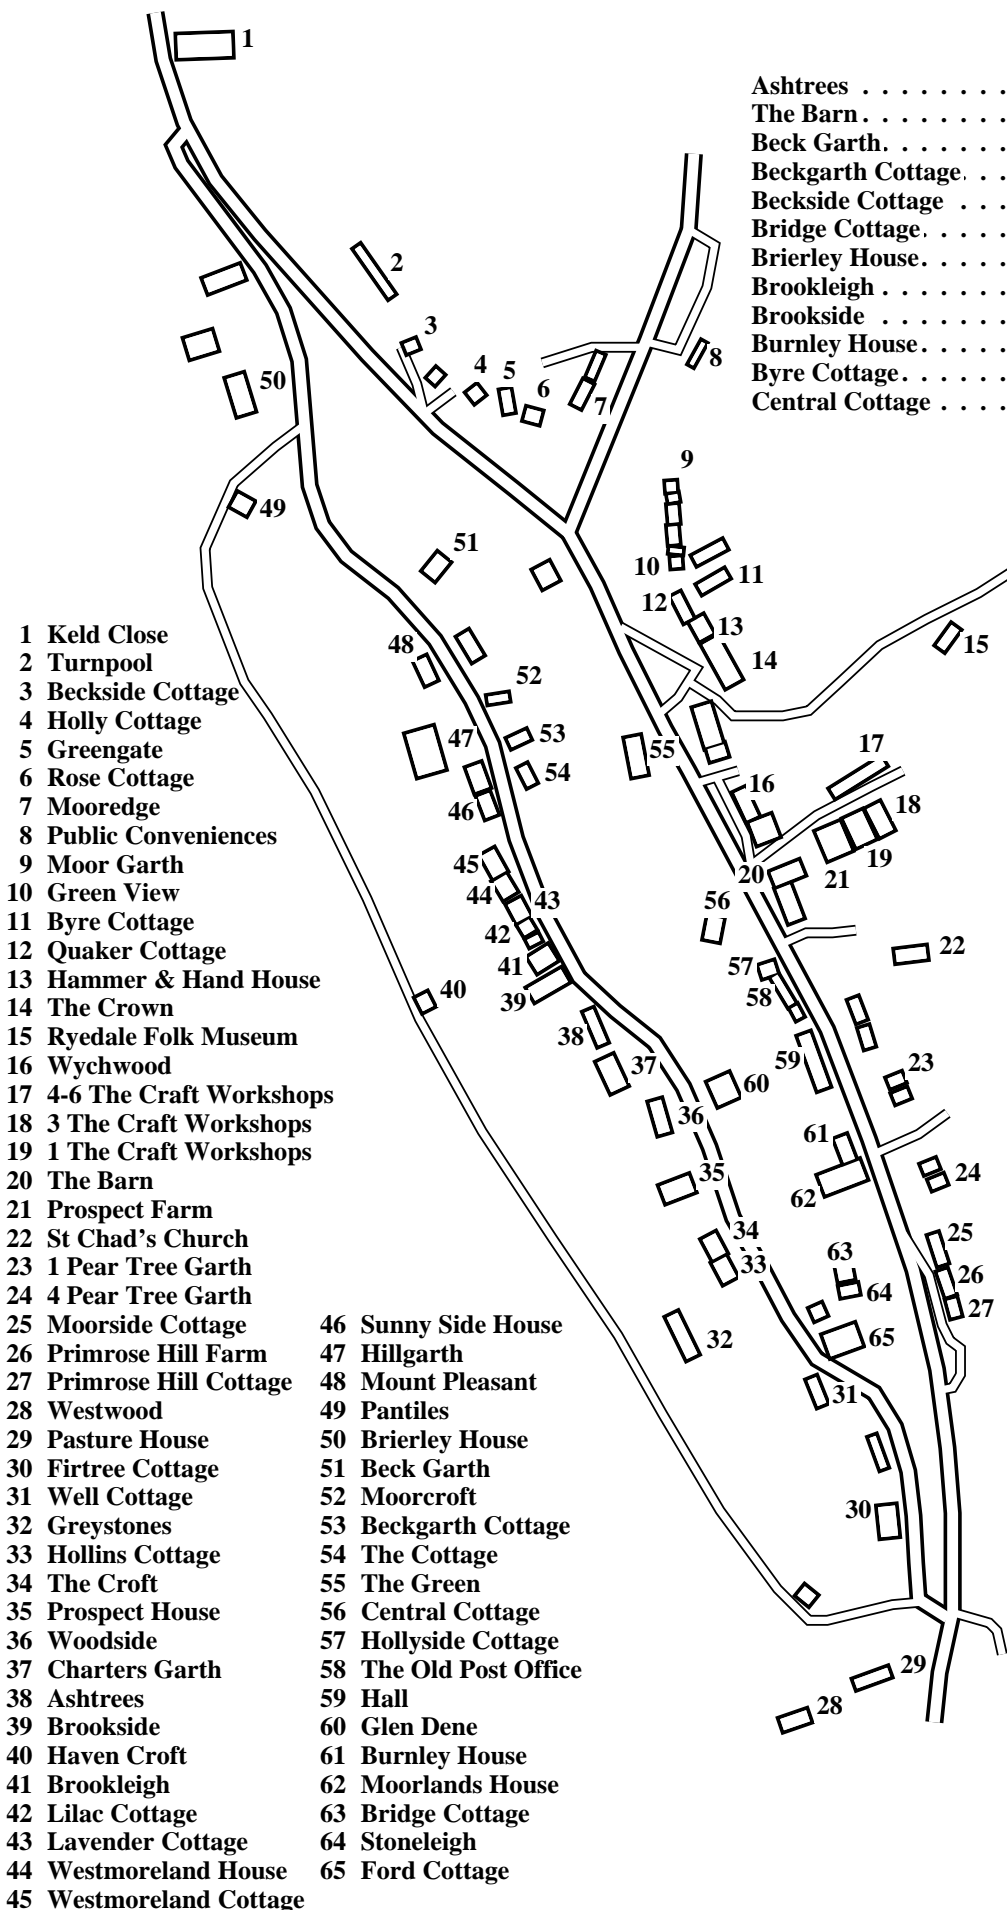 1
2
3
4
5
6
7
8
9
10
11
12
13
14
15
16
17
18
19
20
21
22
23
24
25
26
27
28
29
30
31
32
33
34
35
36
37
38
39
40
41
42
43
44
45
46
47
48
49
50
51
52
53
54
55
56
57
58
59
60
61
62
63
64
65
Ashtrees . . . . . . . .
The Barn . . . . . . . .
Beck Garth. . . . . . .
Beckgarth Cottage. . .
Beckside Cottage . . .
Bridge Cottage. . . . .
Brierley House. . . . .
Brookleigh . . . . . . .
Brookside . . . . . . .
Burnley House. . . . .
Byre Cottage. . . . . .
Central Cottage . . . .
1 Keld Close
2 Turnpool
3 Beckside Cottage
4 Holly Cottage
5 Greengate
6 Rose Cottage
7 Mooredge
8 Public Conveniences
9 Moor Garth
10 Green View
11 Byre Cottage
12 Quaker Cottage
13 Hammer & Hand House
14 The Crown
15 Ryedale Folk Museum
16 Wychwood
17 4-6 The Craft Workshops
18 3 The Craft Workshops
19 1 The Craft Workshops
20 The Barn
21 Prospect Farm
22 St Chad's Church
23 1 Pear Tree Garth
24 4 Pear Tree Garth
25 Moorside Cottage
26 Primrose Hill Farm
27 Primrose Hill Cottage
28 Westwood
29 Pasture House
30 Firtree Cottage
31 Well Cottage
32 Greystones
33 Hollins Cottage
34 The Croft
35 Prospect House
36 Woodside
37 Charters Garth
38 Ashtrees
39 Brookside
40 Haven Croft
41 Brookleigh
42 Lilac Cottage
43 Lavender Cottage
44 Westmoreland House
45 Westmoreland Cottage
46 Sunny Side House
47 Hillgarth
48 Mount Pleasant
49 Pantiles
50 Brierley House
51 Beck Garth
52 Moorcroft
53 Beckgarth Cottage
54 The Cottage
55 The Green
56 Central Cottage
57 Hollyside Cottage
58 The Old Post Office
59 Hall
60 Glen Dene
61 Burnley House
62 Moorlands House
63 Bridge Cottage
64 Stoneleigh
65 Ford Cottage